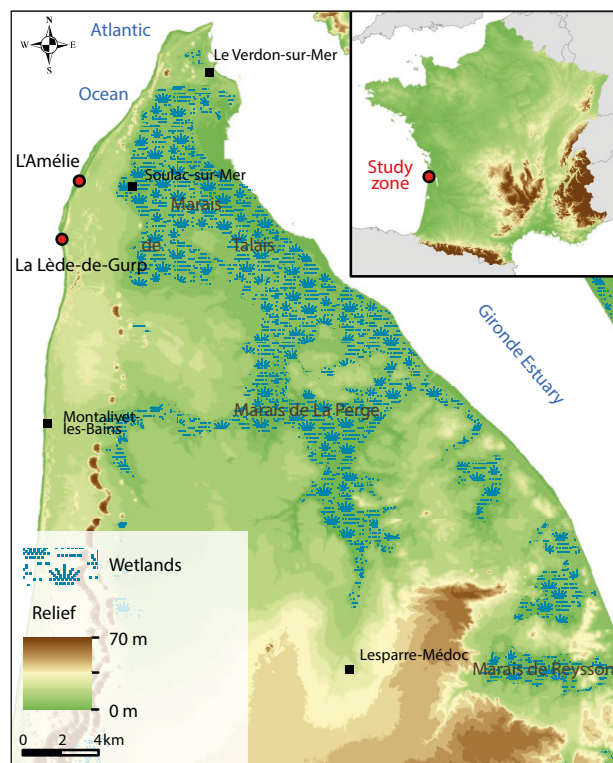 N
W E
S
Atlantic
Ocean
Le Verdon-sur-Mer
L'Amélie
Soulac-sur-Mer
Marais
de Talais
La Lède-de-Gurp
Study
zone
Gironde Estuary
Marais de La Perge
Montalivet
-les-Bains
Wetlands
Relief
70 m
0 m
0 2 4 km
Lesparre-Médoc
Marais de Reysson